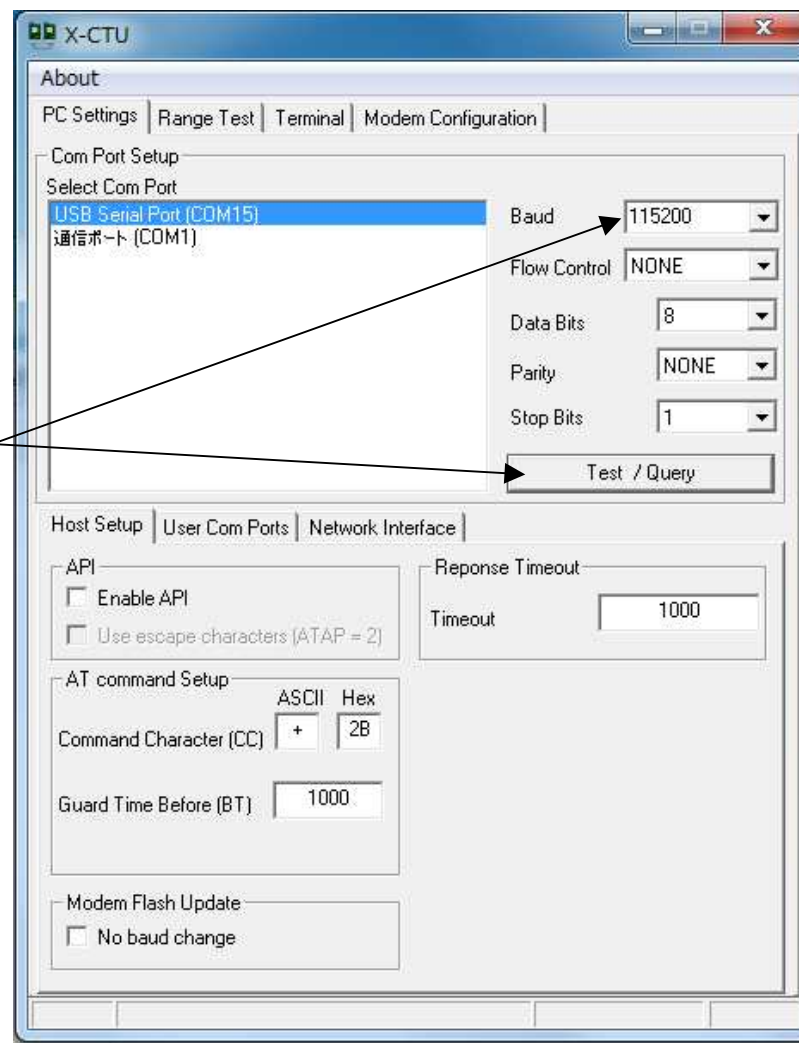 X-CTU
About
PC Settings Range Test Terminal Modem Configuration
Com Port Setup
Select Com Port
USB Serial Port (COM15)
通信ポート (COM1)
Baud 115200
Flow Control NONE
Data Bits 8
Parity NONE
Stop Bits 1
Test / Query
Host Setup User Com Ports Network Interface
API
Enable API
Use escape characters (ATAP = 2)
Reponse Timeout
Timeout 1000
AT command Setup
ASCII Hex
Command Character (CC) + 2B
Guard Time Before (BT) 1000
Modem Flash Update
No baud change